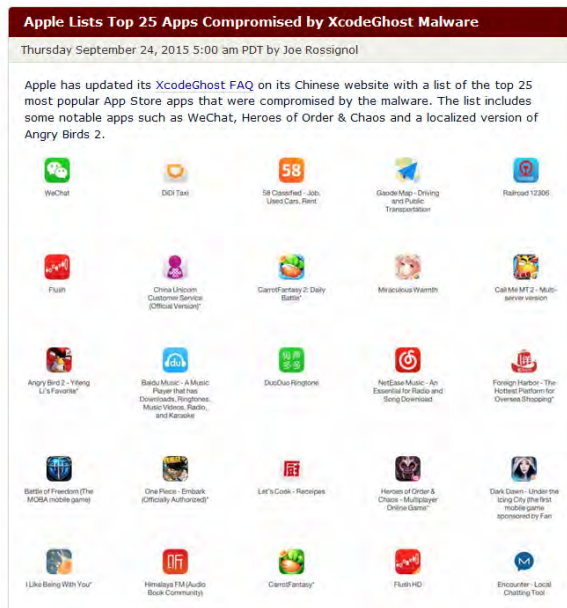 Apple Lists Top 25 Apps Compromised by XcodeGhost Malware
Thursday September 24, 2015 5:00 am PDT by Joe Rossignol
Apple has updated its XcodeGhost FAQ on its Chinese website with a list of the top 25
most popular App Store apps that were compromised by the malware. The list includes
some notable apps such as WeChat, Heroes of Order & Chaos and a localized version of
Angry Birds 2.
58
WeChat
DiDi Taxi
58 Classified - Job,
Used Cars, Rent
Gaode Map - Driving
and Public
Transportation
Railroad 12306
Flush
China Unicom
Customer Service
(Official Version)*
CarrotFantasy 2: Daily
Battle*
Miraculous Warmth
Call Me MT 2 - Multi-
server version
du
Angry Bird 2 - Yifeng
Li's Favorite*
Baidu Music - A Music
Player that has
Downloads, Ringtones,
Music Videos, Radio,
and Karaoke
DuoDuo Ringtone
NetEase Music - An
Essential for Radio and
Song Download
Foreign Harbor - The
Hottest Platform for
Oversea Shopping*
厨
Battle of Freedom (The
MOBA mobile game)
One Piece - Embark
(Officially Authorized)*
Let's Cook - Receipes
Heroes of Order &
Chaos - Multiplayer
Online Game*
Dark Dawn - Under the
Icing City (the first
mobile game
sponsored by Fan
听
M
I Like Being With You*
Himalaya FM (Audio
Book Community)
CarrotFantasy*
Flush HD
Encounter - Local
Chatting Tool